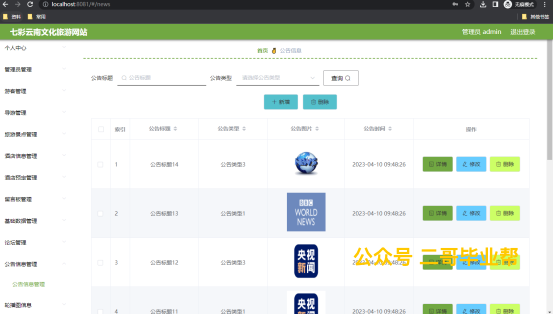 localhost:8081/#/news
无痕模式
资料 常用 其他书签
七彩云南文化旅游网站 管理员 admin 退出登录
个人中心
管理员管理
游客管理
导游管理
旅游景点管理
酒店信息管理
酒店预定管理
留言板管理
基础数据管理
论坛管理
公告信息管理
公告信息管理
轮播图信息
首页 公告信息
公告标题 公告标题 公告类型 请选择公告类型 查询
新增 删除
索引 公告标题 公告类型 公告图片 公告时间 操作
1 公告标题14 公告类型3 2023-04-10 09:48:26 详情 修改 删除
2 公告标题13 公告类型1 BBC WORLD NEWS 2023-04-10 09:48:26 详情 修改 删除
3 公告标题12 公告类型3 央视新闻 2023-04-10 09:48:26
公众号 二哥毕业帮
4 公告标题11 公告类型3 央视 2023-04-10 09:48:26 详情 修改 删除